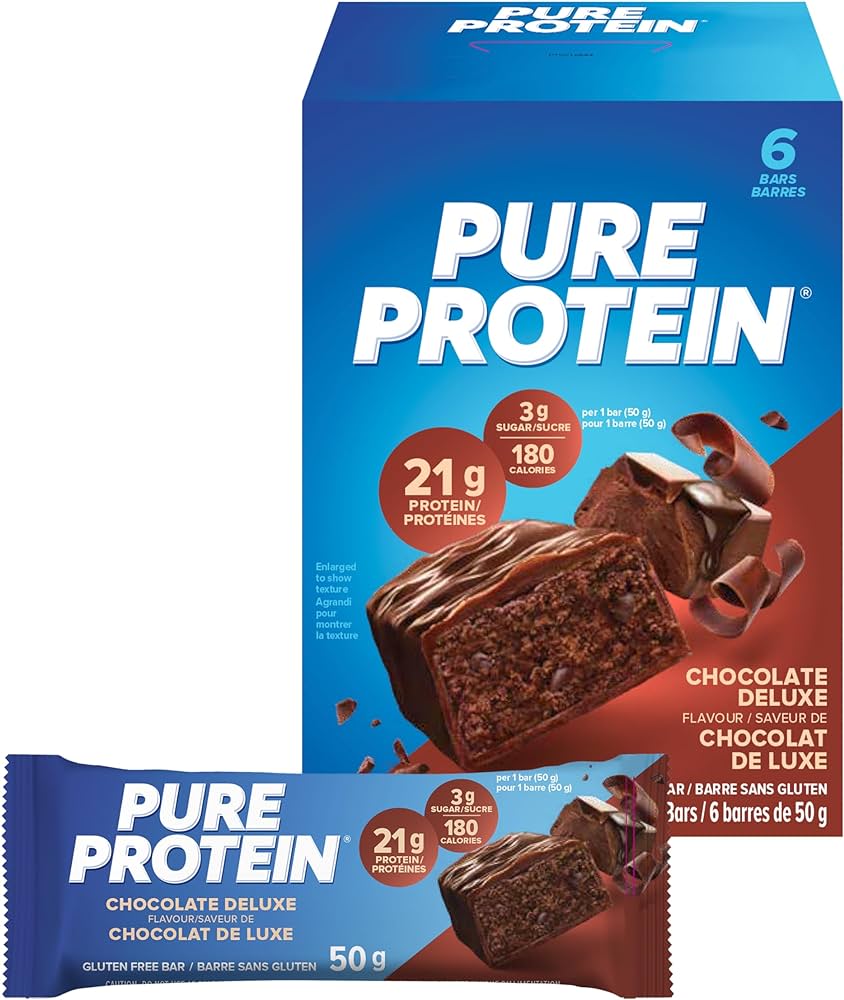 PURE
PROTEIN®
6
BARS
BARRES
PURE
PROTEIN®
3 g
SUGAR/SUCRE
180
CALORIES
per 1 bar (50 g)
pour 1 barre (50 g)
21 g
PROTEIN/
PROTÉINES
Enlarged
to show
texture
Agrandi
pour
montrer
la texture
CHOCOLATE
DELUXE
FLAVOUR / SAVEUR DE
CHOCOLAT
DE LUXE
AR / BARRE SANS GLUTEN
Bars / 6 barres de 50 g
PURE
PROTEIN®
per 1 bar (50 g)
pour 1 barre (50 g)
3g
SUGAR/SUCRE
180
CALORIES
21g
PROTEIN/
PROTÉINES
CHOCOLATE DELUXE
FLAVOUR/SAVEUR DE
CHOCOLAT DE LUXE
GLUTEN FREE BAR / BARRE SANS GLUTEN 50 g